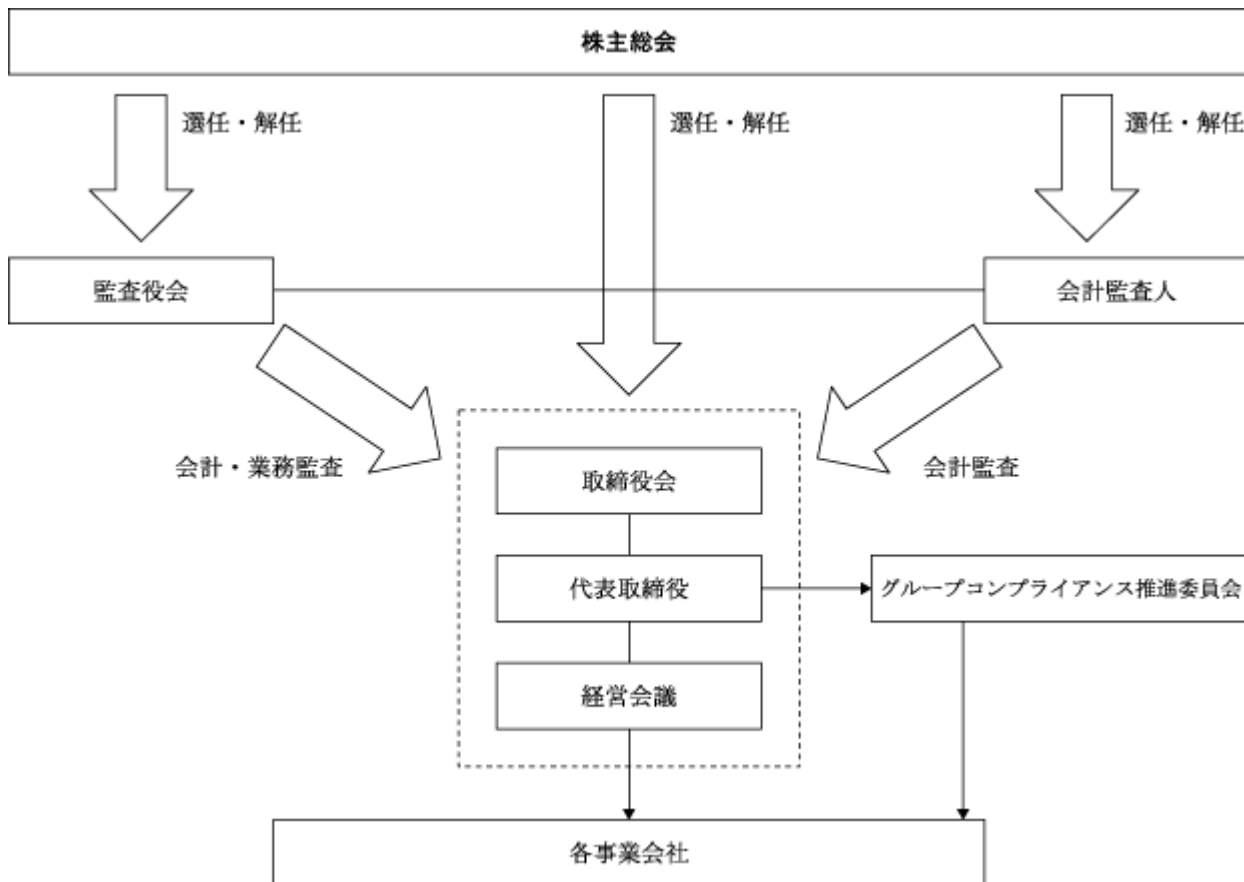 株主総会
選任・解任
選任・解任
選任・解任
監査役会
会計監査人
会計・業務監査
会計監査
取締役会
代表取締役
グループコンプライアンス推進委員会
経営会議
各事業会社